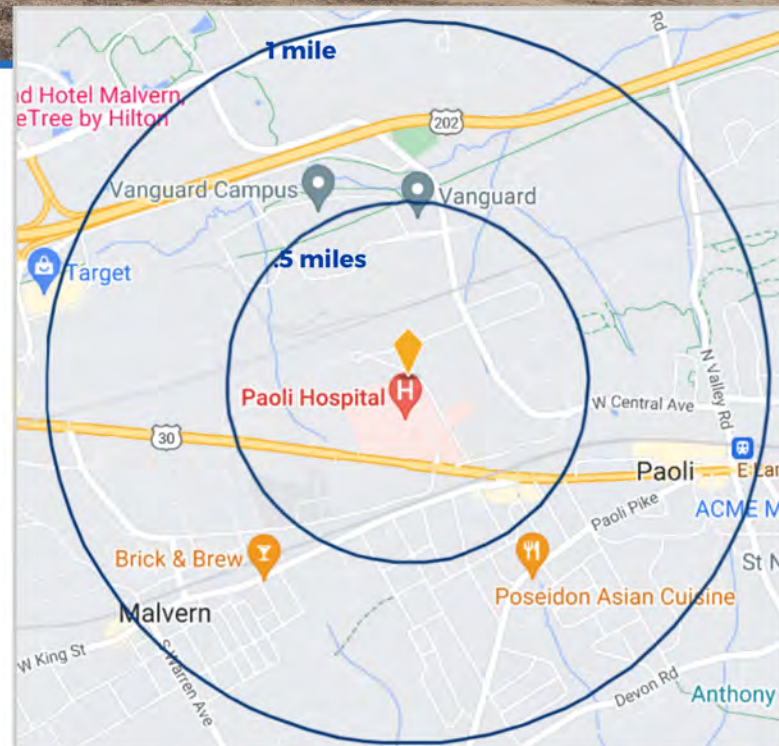 1 mile
Rd
nd Hotel Malvern,
eTree by Hilton
202
Vanguard Campus
Vanguard
.5 miles
Target
Paoli Hospital
H
W Central Ave
N Valley Rd
30
Paoli
E Lan
Paoli Pike
ACME M
Brick & Brew
St N
Poseidon Asian Cuisine
Malvern
W King St
S Warren Ave
Devon Rd
Anthony